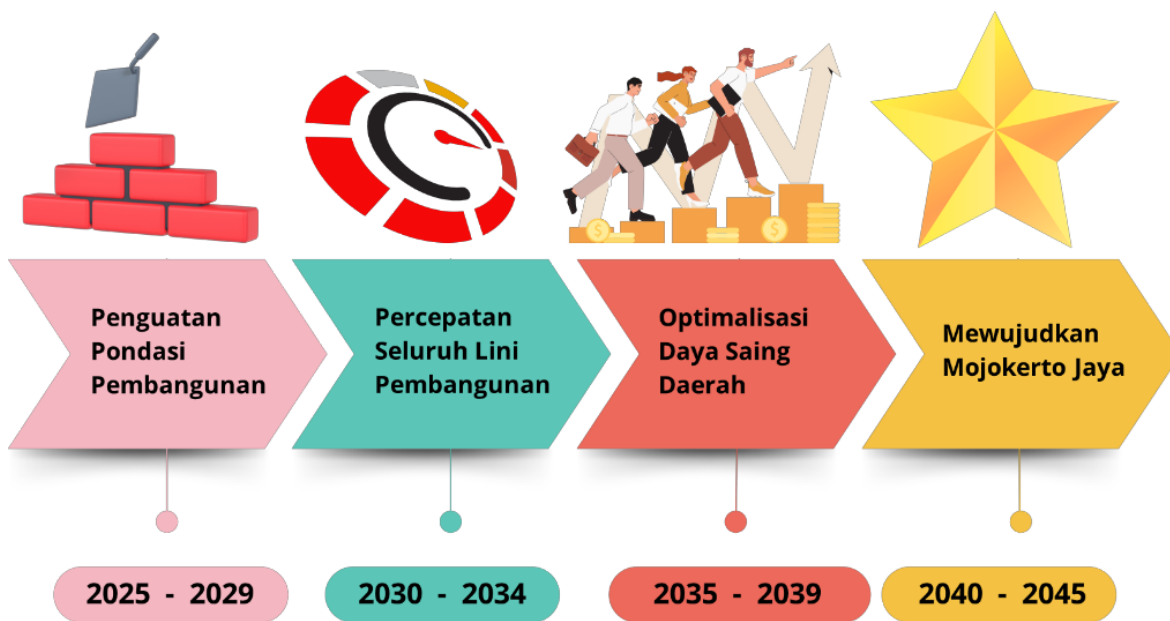 Penguatan
Pondasi
Pembangunan
Percepatan
Seluruh Lini
Pembangunan
Optimalisasi
Daya Saing
Daerah
Mewujudkan
Mojokerto Jaya
2025 - 2029
2030 - 2034
2035 - 2039
2040 - 2045